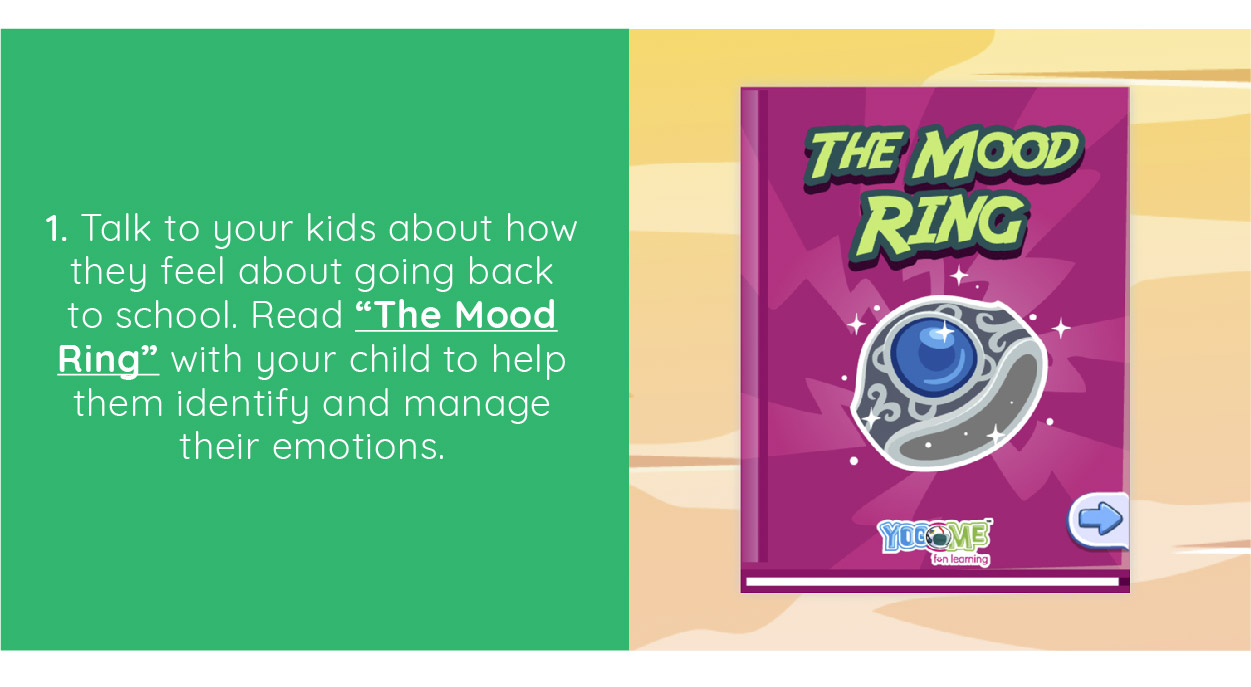 1. Talk to your kids about how
they feel about going back
to school. Read “The Mood
Ring” with your child to help
them identify and manage
their emotions.
THE MOOD
RING
YOGOME™
fun learning